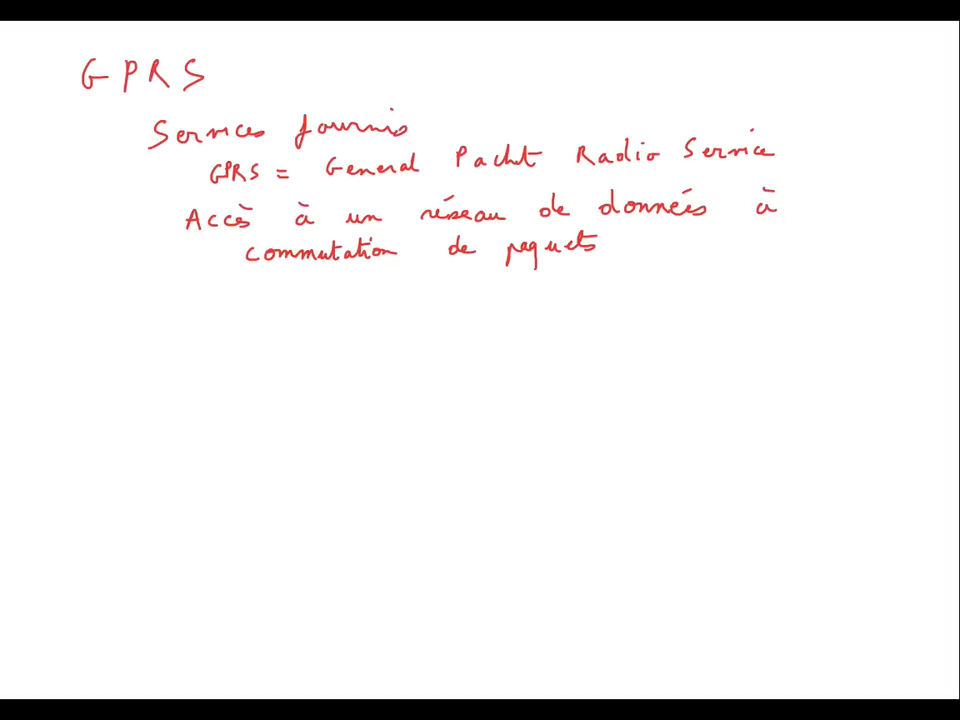 GPRS
Services fournis
GPRS = General Packet Radio Service
Accès à un réseau de données à
commutation de paquets